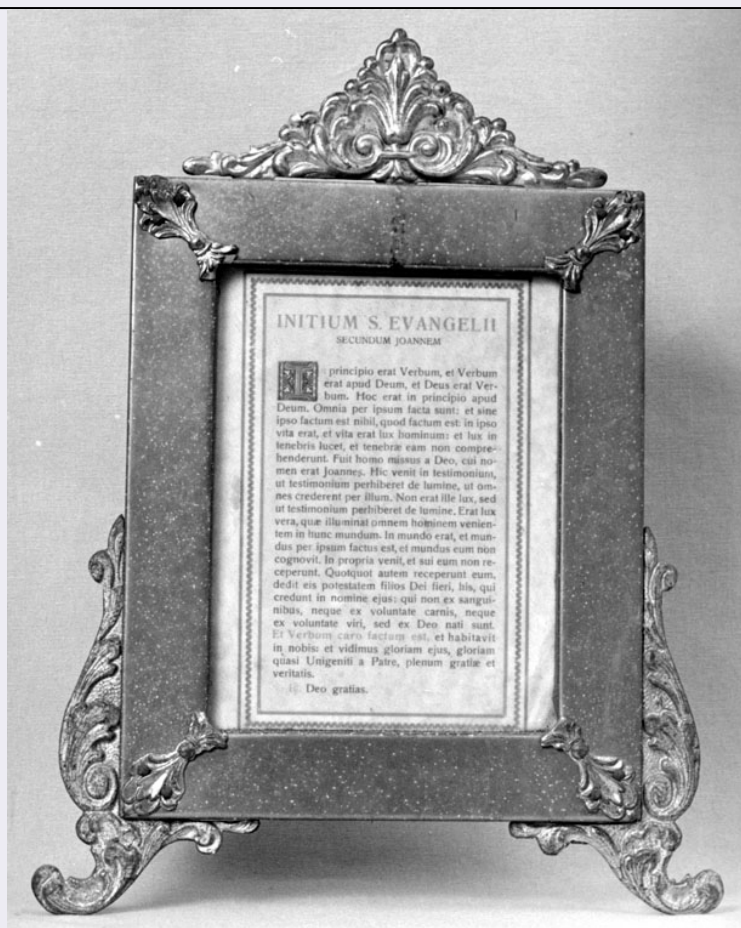 INITIUM S. EVANGELII
SECUNDUM JOANNEM
In principio erat Verbum, et Verbum
erat apud Deum, et Deus erat Ver-
bum. Hoc erat in principio apud
Deum. Omnia per ipsum facta sunt: et sine
ipso factum est nihil, quod factum est: in ipso
vita erat, et vita erat lux hominum: et lux in
tenebris lucet, et tenebræ eam non compre-
henderunt. Fuit homo missus a Deo, cui no-
men erat Joannes. Hic venit in testimonium,
ut testimonium perhiberet de lumine, ut om-
nes crederent per illum. Non erat ille lux, sed
ut testimonium perhiberet de lumine. Erat lux
vera, quæ illuminat omnem hominem venien-
tem in hunc mundum. In mundo erat, et mun-
dus per ipsum factus est, et mundus eum non
cognovit. In propria venit, et sui eum non re-
ceperunt. Quotquot autem receperunt eum,
dedit eis potestatem filios Dei fieri, his, qui
credunt in nomine ejus: qui non ex sangui-
nibus, neque ex voluntate carnis, neque
ex voluntate viri, sed ex Deo nati sunt.
Et Verbum caro factum est, et habitavit
in nobis: et vidimus gloriam ejus, gloriam
quasi Unigeniti a Patre, plenum gratiæ et
veritatis.
Deo gratias.